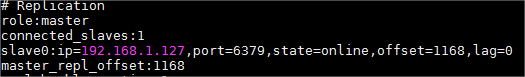 # Replication
role:master
connected_slaves:1
slave0:ip=192.168.1.127,port=6379,state=online,offset=1168,lag=0
master_repl_offset:1168